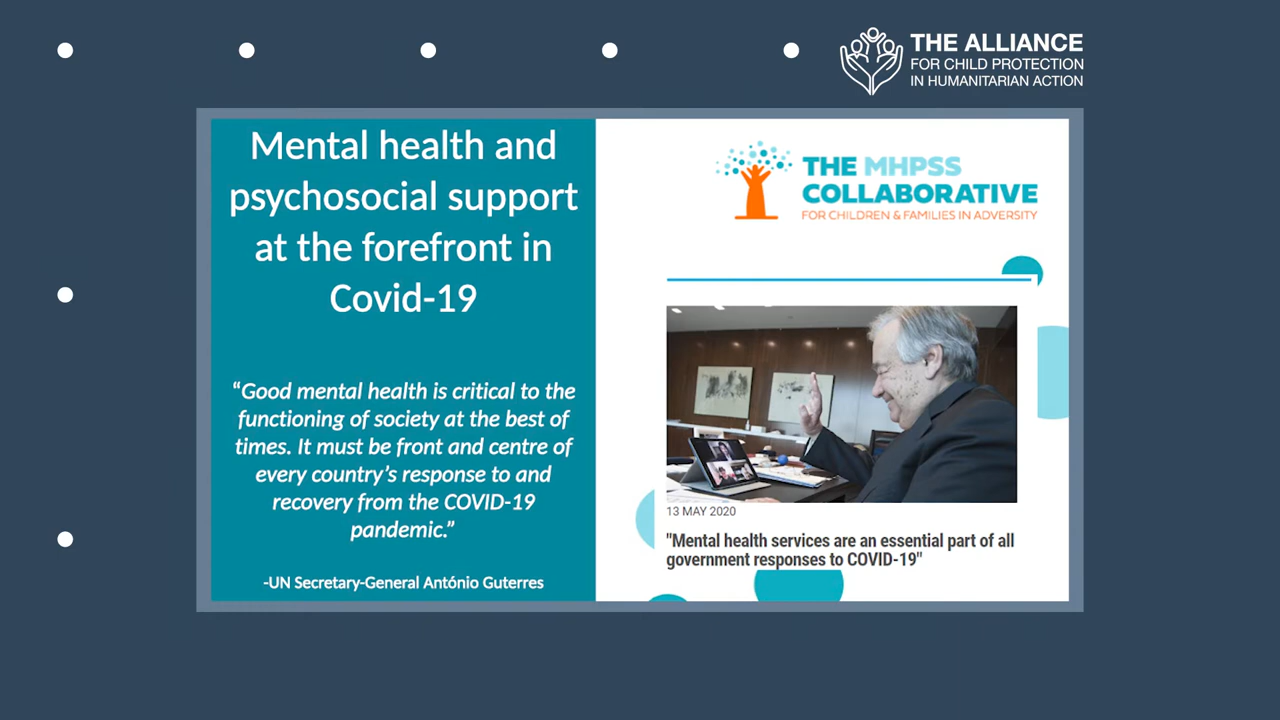 THE ALLIANCE
FOR CHILD PROTECTION
IN HUMANITARIAN ACTION
Mental health and
psychosocial support
at the forefront in
Covid-19
“Good mental health is critical to the
functioning of society at the best of
times. It must be front and centre of
every country’s response to and
recovery from the COVID-19
pandemic.”
-UN Secretary-General António Guterres
THE MHPSS
COLLABORATIVE
FOR CHILDREN & FAMILIES IN ADVERSITY
13 MAY 2020
"Mental health services are an essential part of all
government responses to COVID-19"